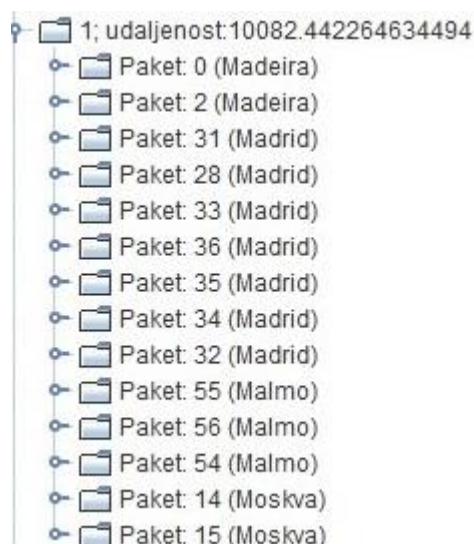 1; udaljenost:10082.442264634494
Paket: 0 (Madeira)
Paket: 2 (Madeira)
Paket: 31 (Madrid)
Paket: 28 (Madrid)
Paket: 33 (Madrid)
Paket: 36 (Madrid)
Paket: 35 (Madrid)
Paket: 34 (Madrid)
Paket: 32 (Madrid)
Paket: 55 (Malmo)
Paket: 56 (Malmo)
Paket: 54 (Malmo)
Paket: 14 (Moskva)
Paket: 15 (Moskva)